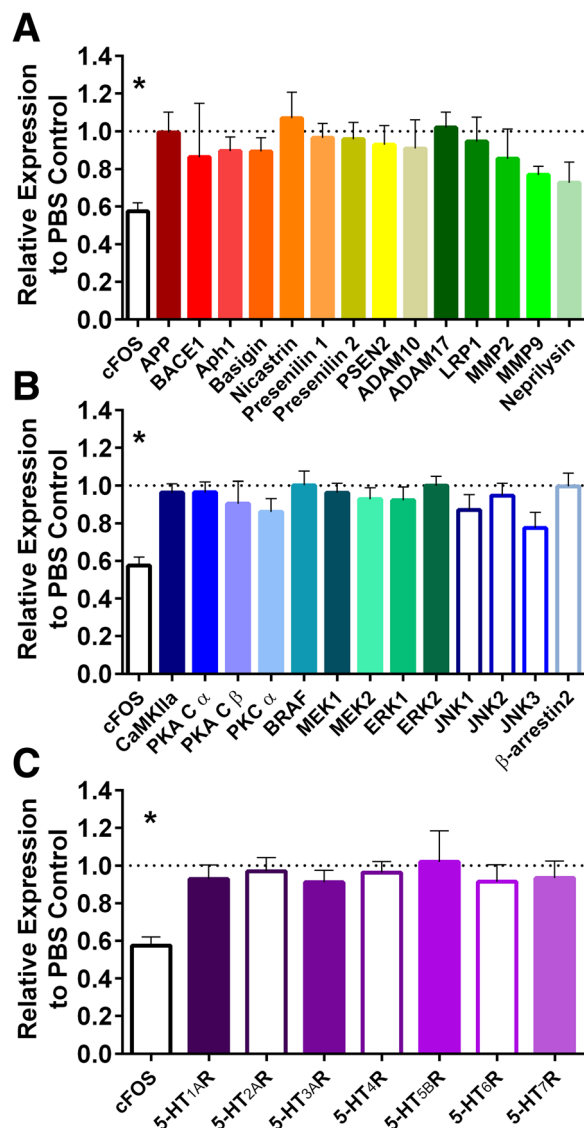 A
Relative Expression
to PBS Control
1.4
1.2
1.0
0.8
0.6
0.4
0.2
0.0
*
cFOS
APP
BACE1
Aph1
Basigin
Nicastrin
Presenilin 1
Presenilin 2
PSEN2
ADAM10
ADAM17
LRP1
MMP2
MMP9
Neprilysin
B
Relative Expression
to PBS Control
1.4
1.2
1.0
0.8
0.6
0.4
0.2
0.0
*
cFOS
CaMKIIa
PKA C α
PKA C β
PKC α
BRAF
MEK1
MEK2
ERK1
ERK2
JNK1
JNK2
JNK3
β-arrestin2
C
Relative Expression
to PBS Control
1.4
1.2
1.0
0.8
0.6
0.4
0.2
0.0
*
cFOS
5-HT1AR
5-HT2AR
5-HT3AR
5-HT4R
5-HT5BR
5-HT6R
5-HT7R